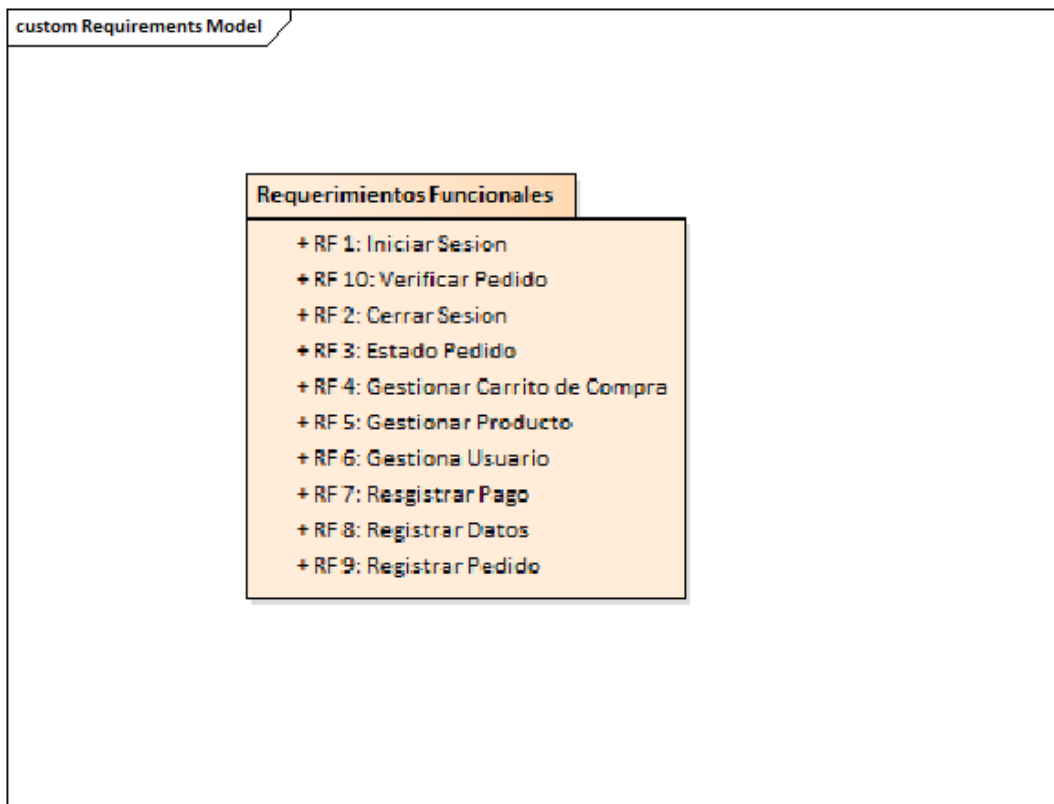 custom Requirements Model
Requerimientos Funcionales
+ RF 1: Iniciar Sesion
+ RF 10: Verificar Pedido
+ RF 2: Cerrar Sesion
+ RF 3: Estado Pedido
+ RF 4: Gestionar Carrito de Compra
+ RF 5: Gestionar Producto
+ RF 6: Gestiona Usuario
+ RF 7: Resgistrar Pago
+ RF 8: Registrar Datos
+ RF 9: Registrar Pedido